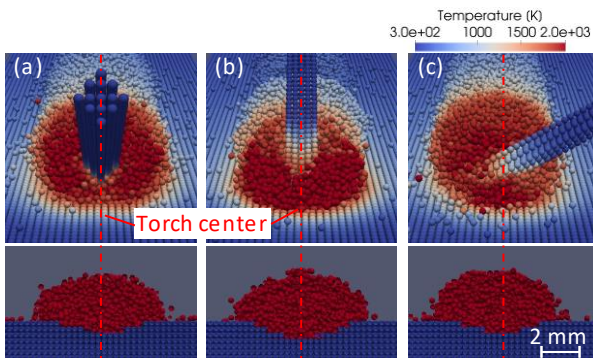 Temperature [K]
3.0e+02 1000 1500 2.0e+03
(a) (b) (c)
Torch center
2 mm